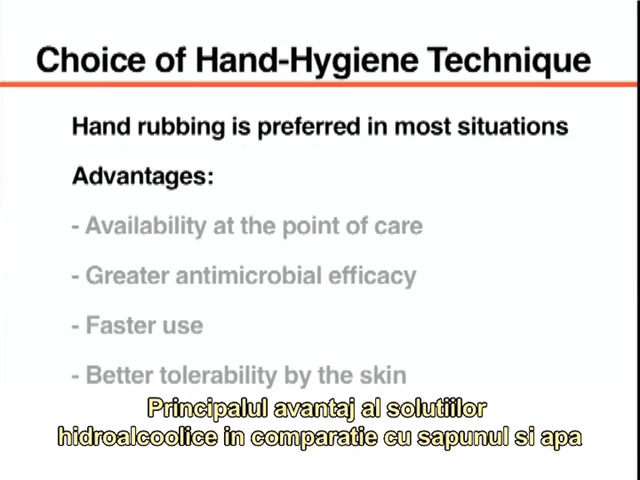 Choice of Hand-Hygiene Technique
Hand rubbing is preferred in most situations
Advantages:
- Availability at the point of care
- Greater antimicrobial efficacy
- Faster use
- Better tolerability by the skin
Principalul avantaj al solutiilor
hidroalcoolice in comparatie cu sapunul si apa